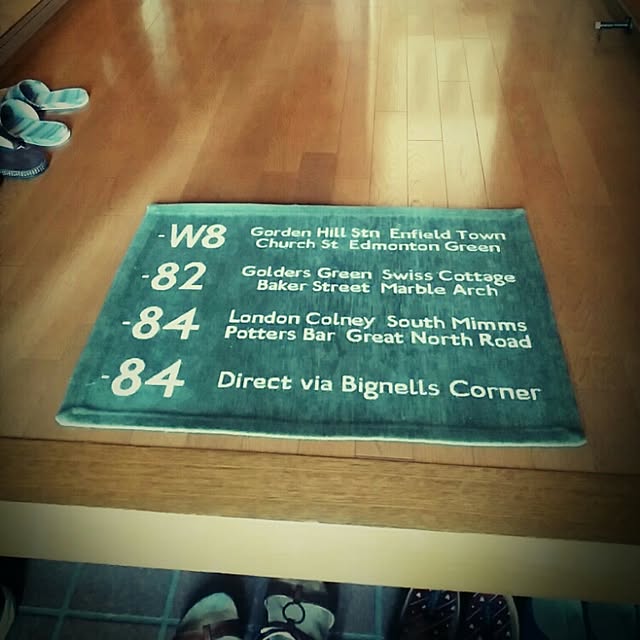 -W8 Gorden Hill Stn Enfield Town
Church St Edmonton Green
-82 Golders Green Swiss Cottage
Baker Street Marble Arch
-84 London Colney South Mimms
Potters Bar Great North Road
-84 Direct via Bignells Corner